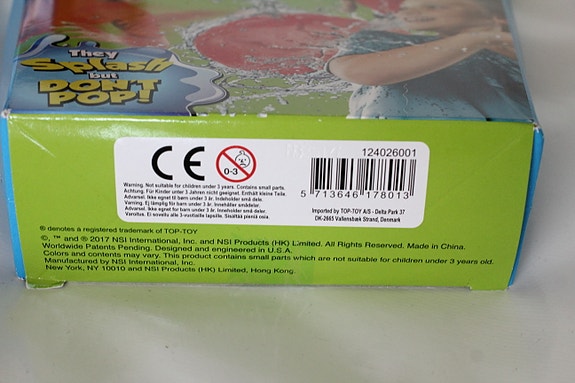 They
Splash
but
DON'T
POP!
CE
0-3
124026001
5 713646 178013
Warning. Not suitable for children under 3 years. Contains small parts.
Achtung. Für Kinder unter 3 Jahren nicht geeignet. Enthält kleine Teile.
Advarsel. Ikke egnet til børn under 3 år. Indeholder små dele.
Varning. Ej lämplig för barn under 3 år. Innehåller smådelar.
Advarsel. Ikke egnet for barn under 3 år. Inneholder små deler.
Varoitus. Ei sovellu alle 3-vuotiaille lapsille. Sisältää pieniä osia.
Imported by TOP-TOY A/S - Delta Park 37
DK-2665 Vallensbæk Strand, Denmark
® denotes a registered trademark of TOP-TOY
©, ™ and ® 2017 NSI International, Inc. and NSI Products (HK) Limited. All Rights Reserved. Made in China.
Worldwide Patents Pending. Designed and engineered in U.S.A.
Colors and contents may vary. This product contains small parts which are not suitable for children under 3 years old.
Manufactured by NSI International, Inc.
New York, NY 10010 and NSI Products (HK) Limited, Hong Kong.